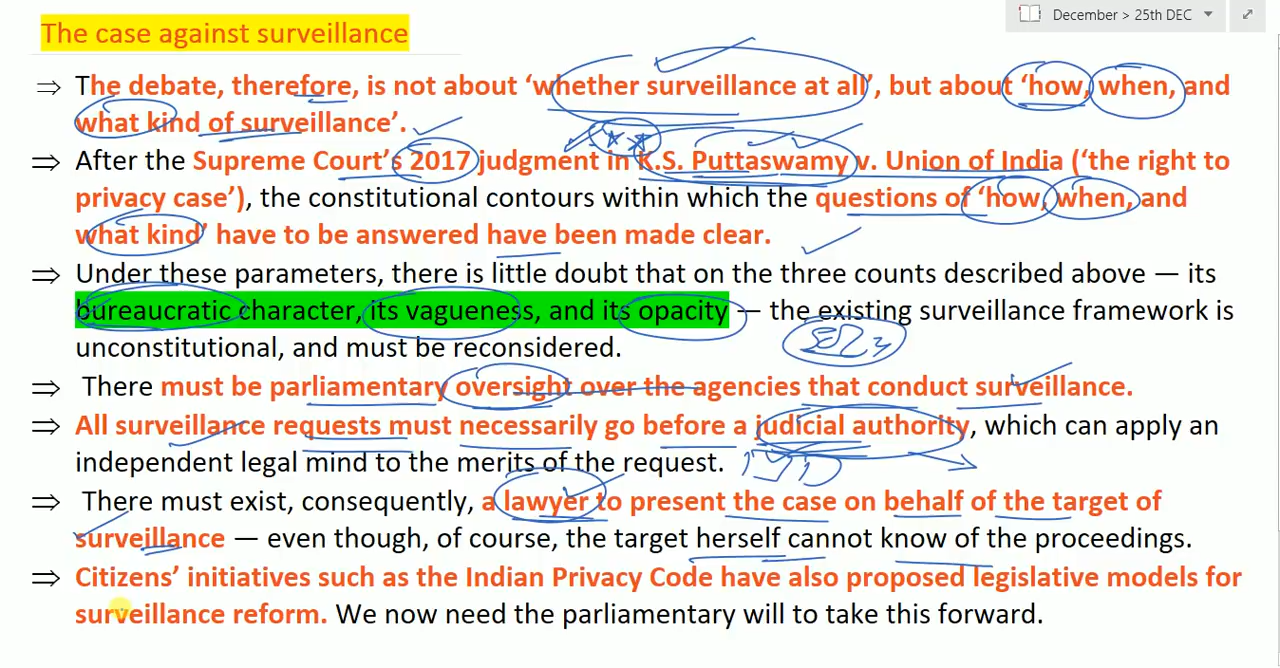 December > 25th DEC
The case against surveillance
⇒ The debate, therefore, is not about ‘whether surveillance at all’, but about ‘how, when, and
what kind of surveillance’.
⇒ After the Supreme Court’s 2017 judgment in K.S. Puttaswamy v. Union of India (‘the right to
privacy case’), the constitutional contours within which the questions of ‘how, when, and
what kind’ have to be answered have been made clear.
⇒ Under these parameters, there is little doubt that on the three counts described above — its
bureaucratic character, its vagueness, and its opacity — the existing surveillance framework is
unconstitutional, and must be reconsidered.
⇒ There must be parliamentary oversight over the agencies that conduct surveillance.
⇒ All surveillance requests must necessarily go before a judicial authority, which can apply an
independent legal mind to the merits of the request.
⇒ There must exist, consequently, a lawyer to present the case on behalf of the target of
surveillance — even though, of course, the target herself cannot know of the proceedings.
⇒ Citizens’ initiatives such as the Indian Privacy Code have also proposed legislative models for
surveillance reform. We now need the parliamentary will to take this forward.